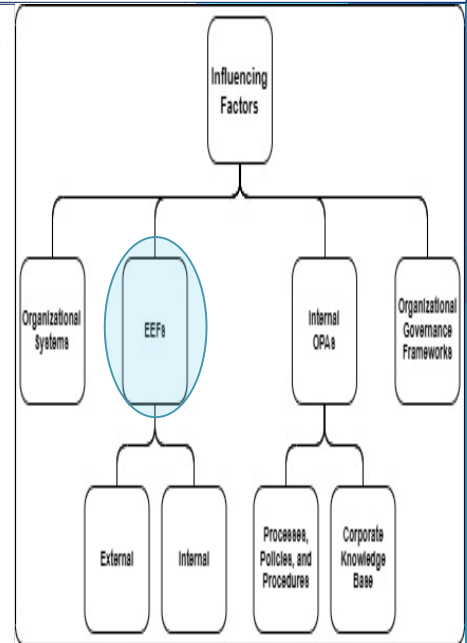 Influencing
Factors
Organizational
Systems
EEFs
Internal
OPAs
Organizational
Governance
Frameworks
External
Internal
Processes,
Policies, and
Procedures
Corporate
Knowledge
Base